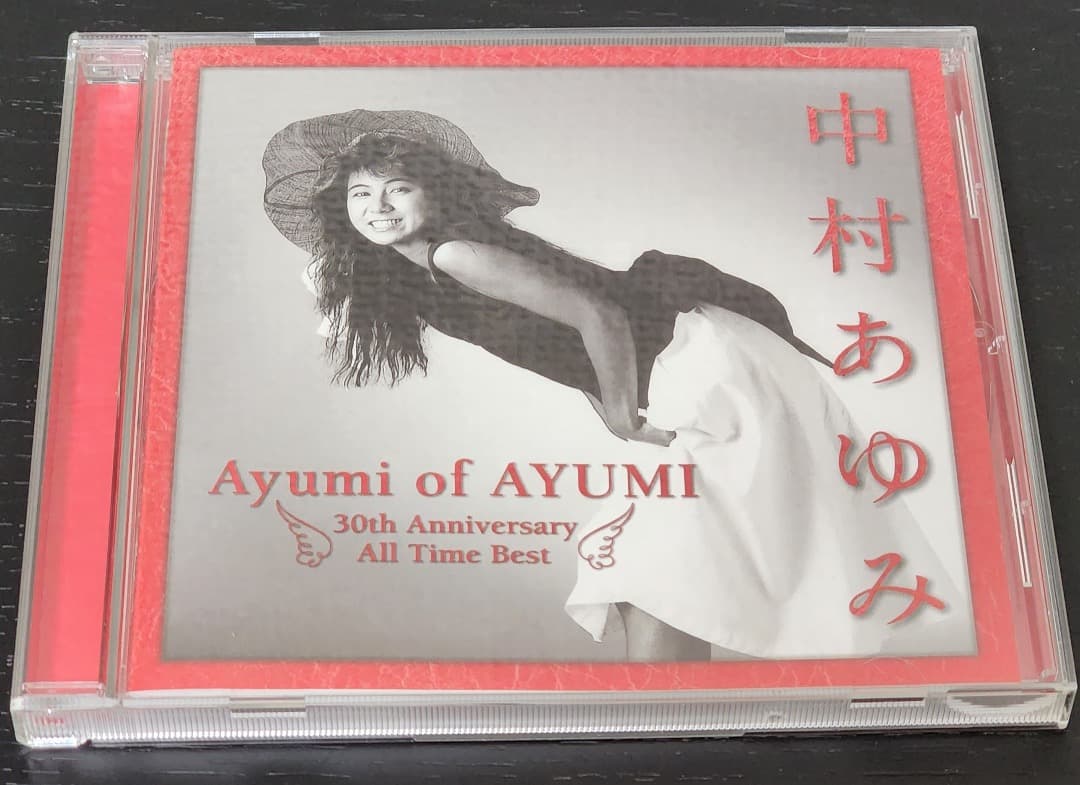 中村あゆみ
Ayumi of AYUMI
30th Anniversary
All Time Best